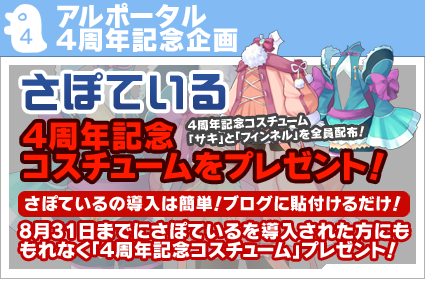 4
アルポータル
4周年記念企画
さぽている
4周年記念コスチューム
「サキ」と「フィンネル」を全員配布!
4周年記念
コスチュームをプレゼント!
さぽているの導入は簡単!ブログに貼付けるだけ!
8月31日までにさぽているを導入された方にも
もれなく「4周年記念コスチューム」プレゼント!